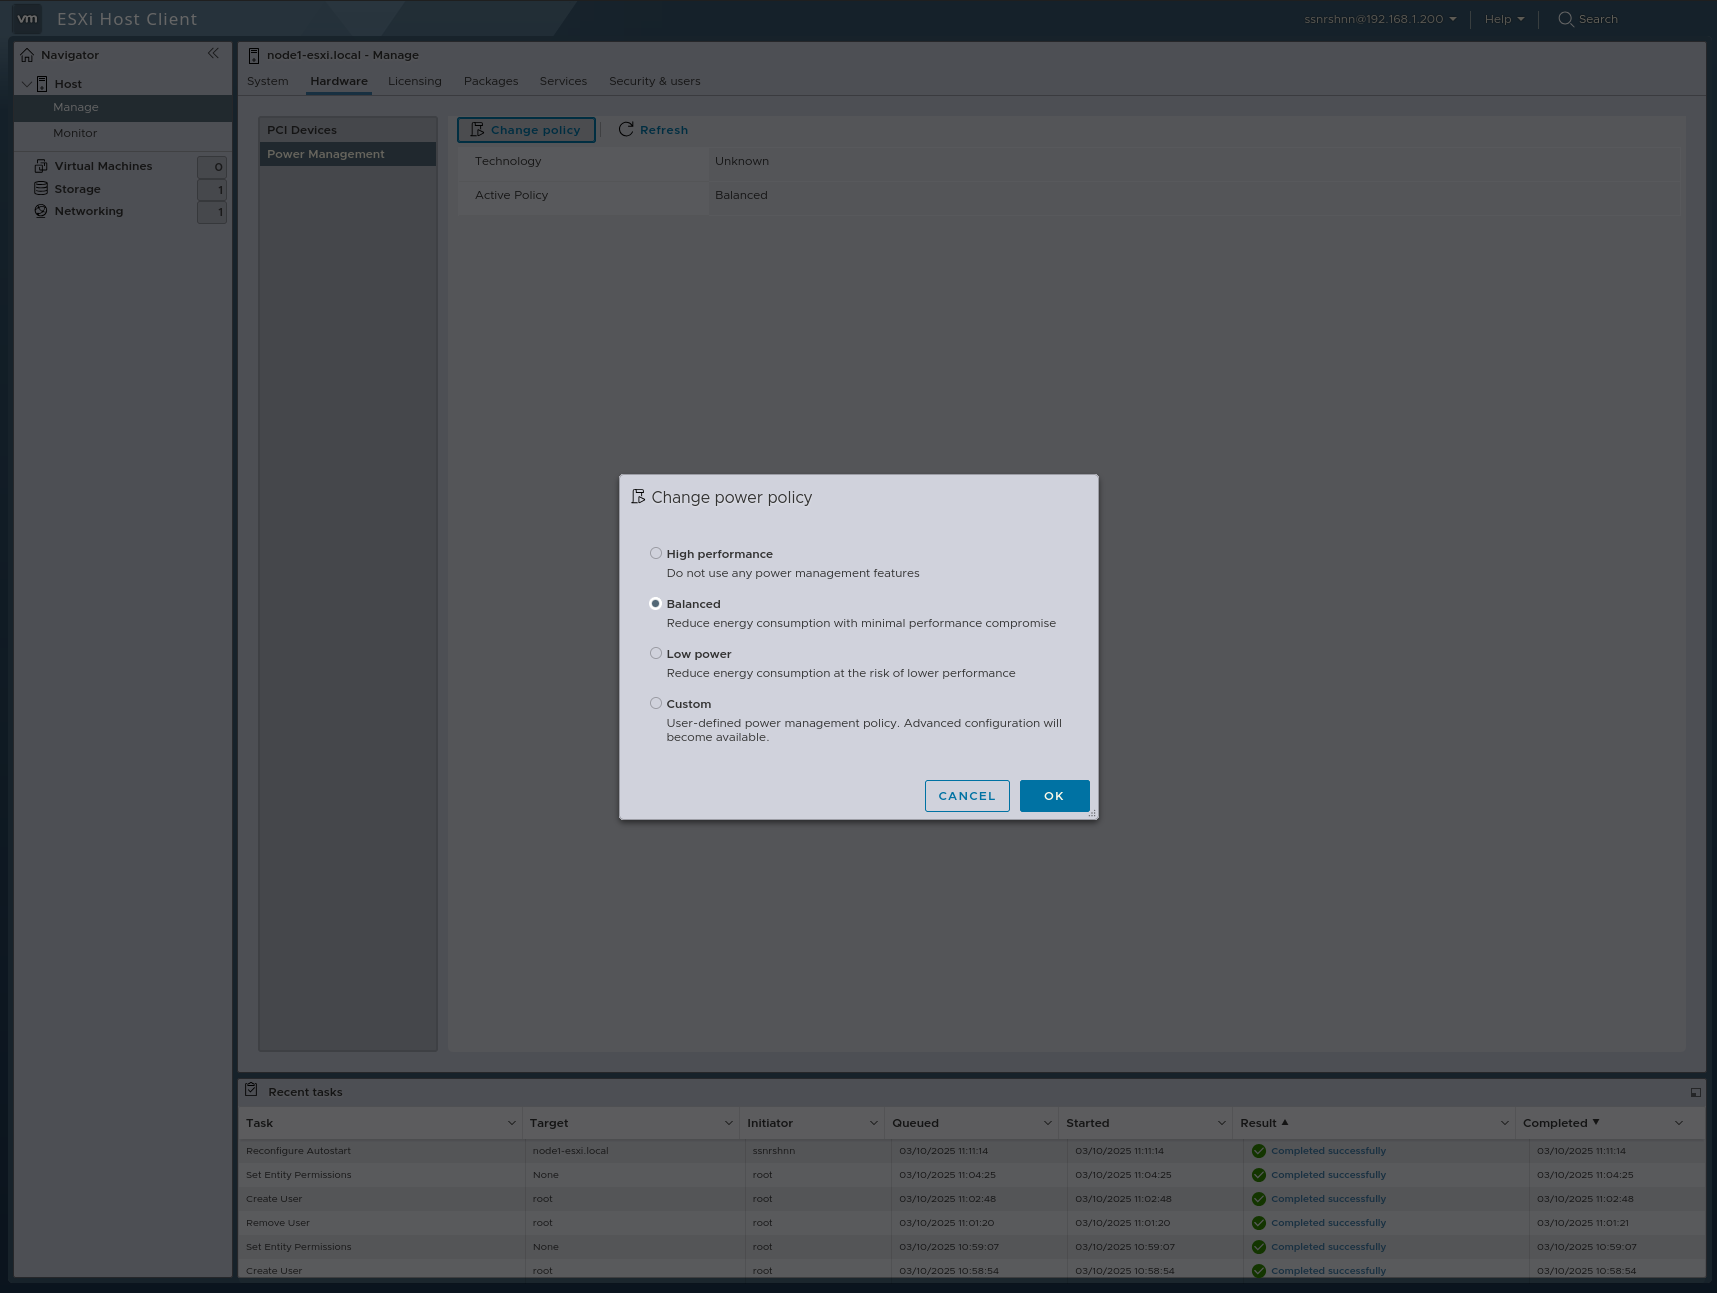 vm ESXi Host Client
ssnrshnn@192.168.1.200 Help Search
Navigator
Host
Manage
Monitor
Virtual Machines 0
Storage 1
Networking 1
node1-esxi.local - Manage
System Hardware Licensing Packages Services Security & users
PCI Devices
Power Management
Change policy Refresh
Technology Unknown
Active Policy Balanced
Change power policy
High performance
Do not use any power management features
Balanced
Reduce energy consumption with minimal performance compromise
Low power
Reduce energy consumption at the risk of lower performance
Custom
User-defined power management policy. Advanced configuration will
become available.
CANCEL OK
Recent tasks
Task Target Initiator Queued Started Result Completed
Reconfigure Autostart node1-esxi.local ssnrshnn 03/10/2025 11:11:14 03/10/2025 11:11:14 Completed successfully 03/10/2025 11:11:14
Set Entity Permissions None root 03/10/2025 11:04:25 03/10/2025 11:04:25 Completed successfully 03/10/2025 11:04:25
Create User root root 03/10/2025 11:02:48 03/10/2025 11:02:48 Completed successfully 03/10/2025 11:02:48
Remove User root root 03/10/2025 11:01:20 03/10/2025 11:01:20 Completed successfully 03/10/2025 11:01:21
Set Entity Permissions None root 03/10/2025 10:59:07 03/10/2025 10:59:07 Completed successfully 03/10/2025 10:59:07
Create User root root 03/10/2025 10:58:54 03/10/2025 10:58:54 Completed successfully 03/10/2025 10:58:54